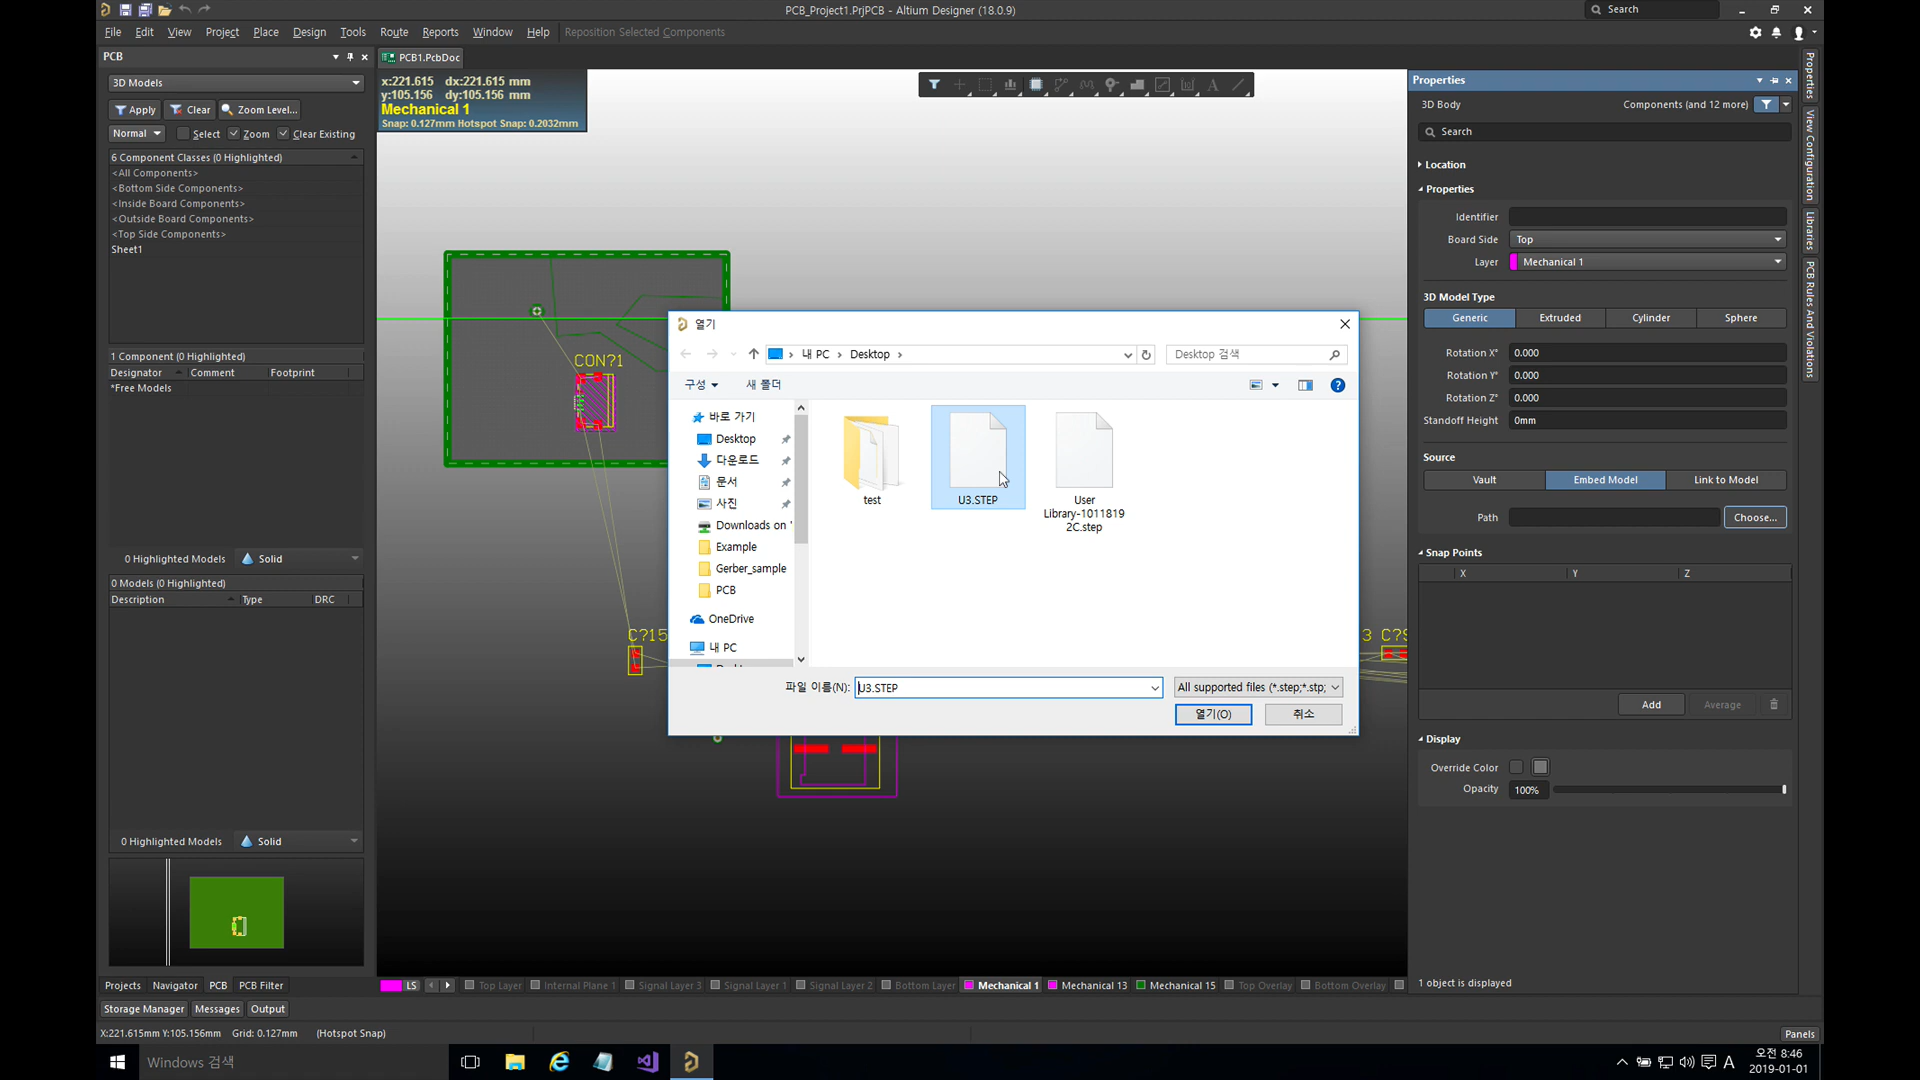 PCB_Project1.PrjPCB - Altium Designer (18.0.9)
Search
File Edit View Project Place Design Tools Route Reports Window Help Reposition Selected Components
PCB
3D Models
Apply Clear Zoom Level...
Normal Select Zoom Clear Existing
6 Component Classes (0 Highlighted)
<All Components>
<Bottom Side Components>
<Inside Board Components>
<Outside Board Components>
<Top Side Components>
Sheet1
1 Component (0 Highlighted)
Designator Comment Footprint
*Free Models
0 Highlighted Models Solid
0 Models (0 Highlighted)
Description Type DRC
0 Highlighted Models Solid
Projects Navigator PCB PCB Filter
Storage Manager Messages Output
X:221.615mm Y:105.156mm Grid: 0.127mm (Hotspot Snap)
PCB1.PcbDoc
x:221.615 dx:221.615 mm
y:105.156 dy:105.156 mm
Mechanical 1
Snap: 0.127mm Hotspot Snap: 0.2032mm
CON?1
C?15
3 C?9
열기
내 PC Desktop
Desktop 검색
구성 새 폴더
바로 가기
Desktop
다운로드
문서
사진
Downloads on '
Example
Gerber_sample
PCB
OneDrive
내 PC
test
U3.STEP
User
Library-1011819
2C.step
파일 이름(N): U3.STEP
All supported files (*.step;*.stp;
열기(O) 취소
LS Top Layer Internal Plane 1 Signal Layer 3 Signal Layer 1 Signal Layer 2 Bottom Layer Mechanical 1 Mechanical 13 Mechanical 15 Top Overlay Bottom Overlay
Properties
3D Body Components (and 12 more)
Search
Location
Properties
Identifier
Board Side Top
Layer Mechanical 1
3D Model Type
Generic Extruded Cylinder Sphere
Rotation X° 0.000
Rotation Y° 0.000
Rotation Z° 0.000
Standoff Height 0mm
Source
Vault Embed Model Link to Model
Path Choose...
Snap Points
X Y Z
Add Average
Display
Override Color
Opacity 100%
1 object is displayed
Panels
Properties
View Configuration
Libraries
PCB Rules And Violations
Windows 검색
A
오전 8:46
2019-01-01